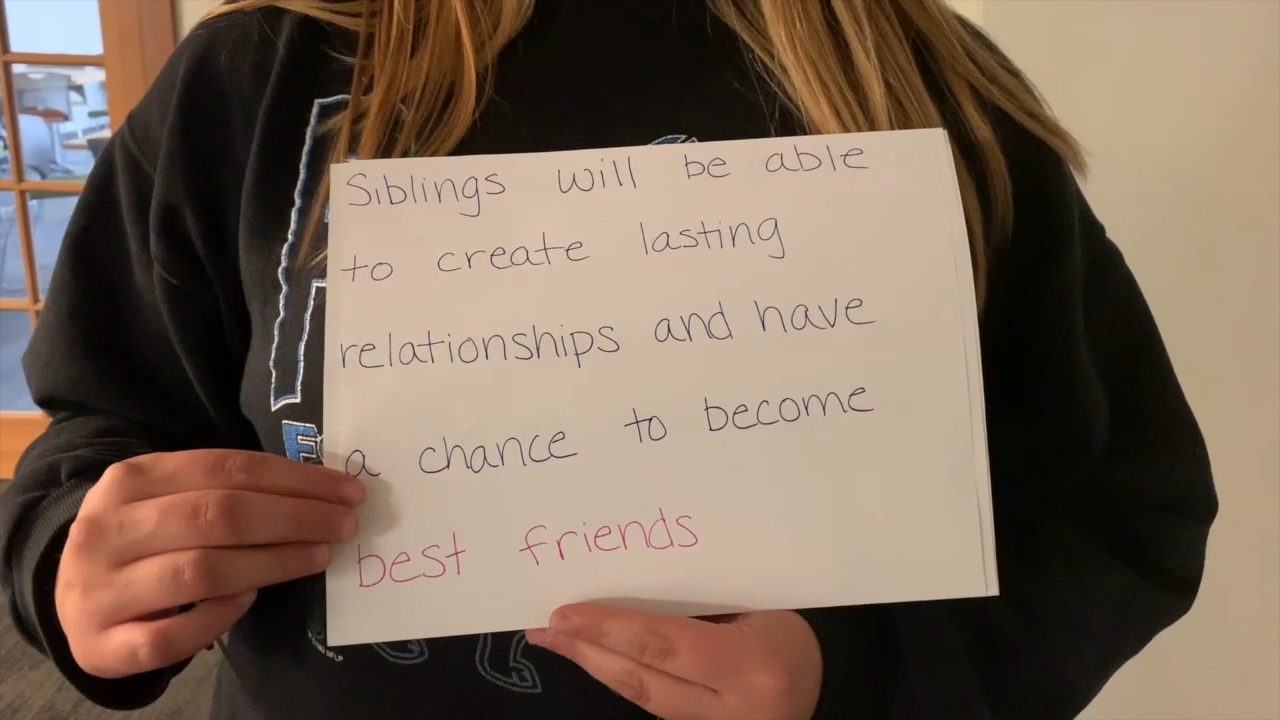 Siblings will be able
to create lasting
relationships and have
a chance to become
best friends